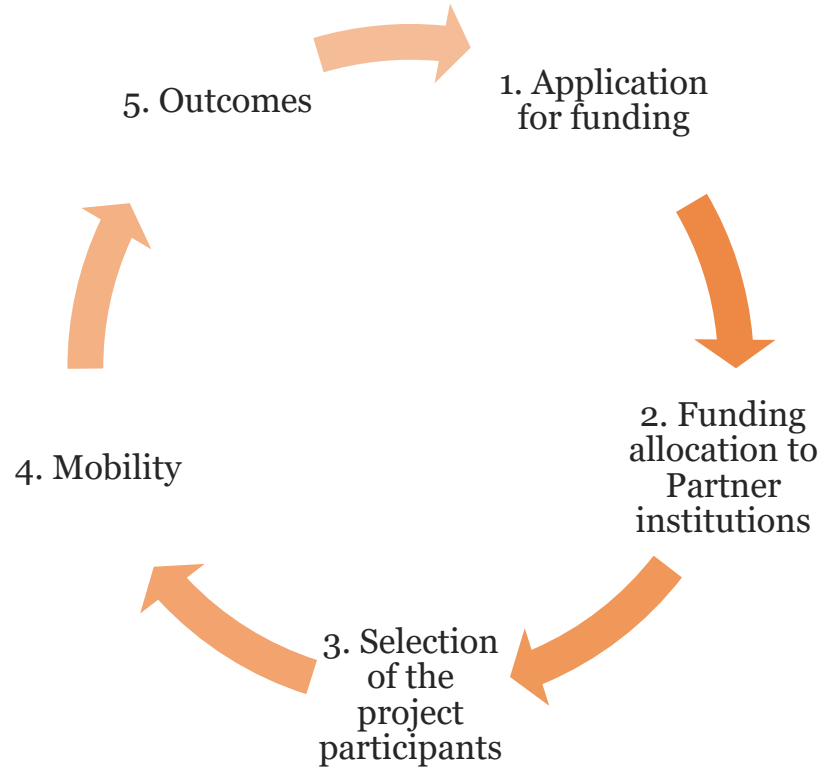 1. Application
for funding
2. Funding
allocation to
Partner
institutions
3. Selection
of the
project
participants
4. Mobility
5. Outcomes